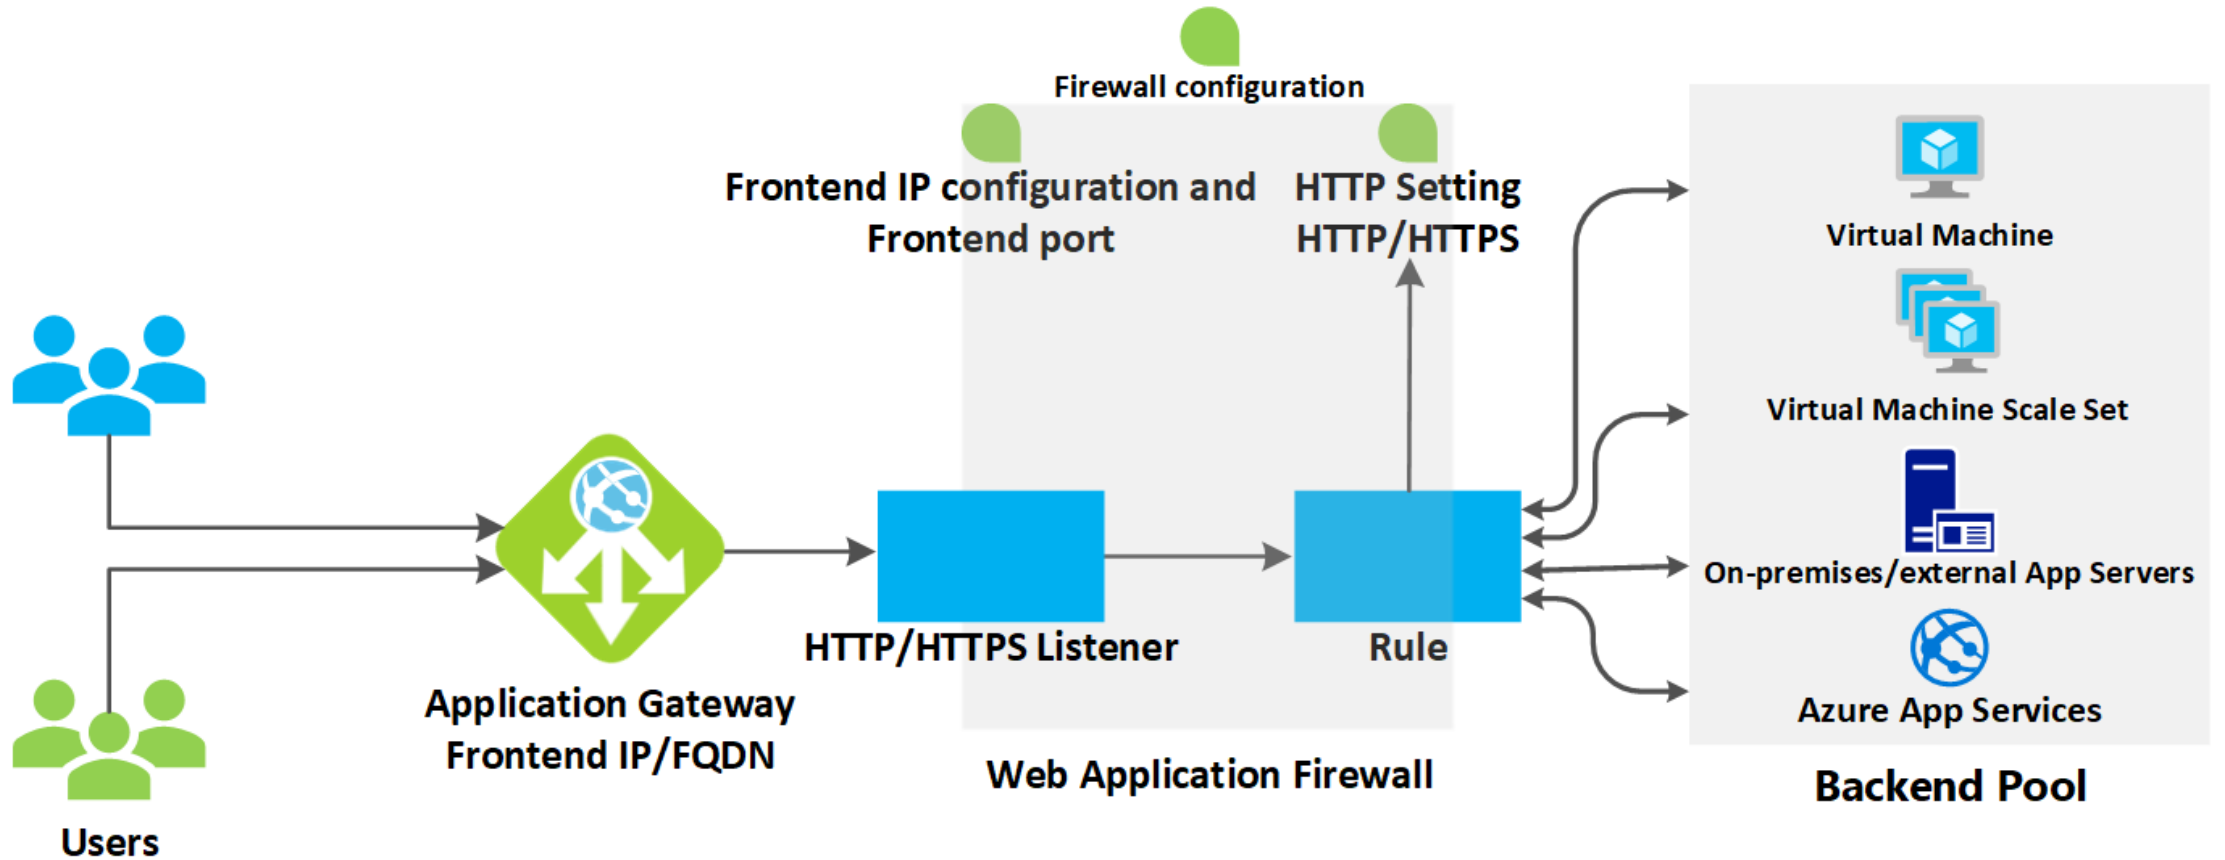 Firewall configuration
Frontend IP configuration and
Frontend port
HTTP Setting
HTTP/HTTPS
Virtual Machine
Virtual Machine Scale Set
On-premises/external App Servers
Azure App Services
Backend Pool
HTTP/HTTPS Listener
Rule
Web Application Firewall
Application Gateway
Frontend IP/FQDN
Users